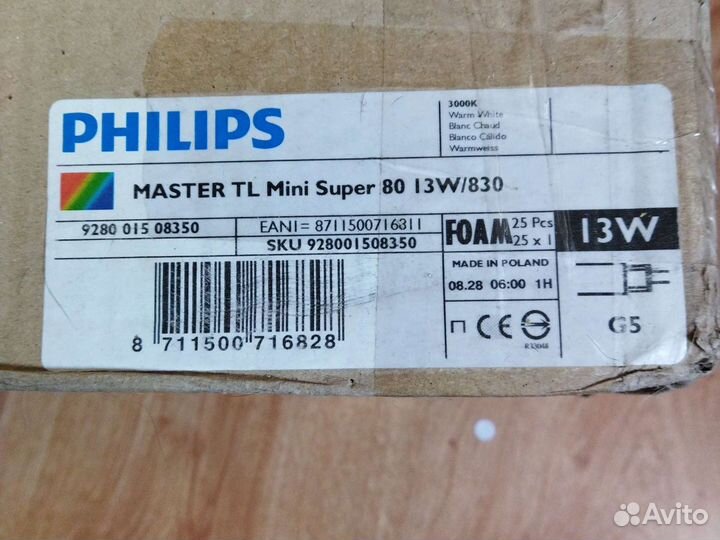 PHILIPS
3000K
Warm White
Blanc Chaud
Blanco Cálido
Warmweiss
MASTER TL Mini Super 80 13W/830
9280 015 08350
EAN1= 8711500716311
SKU 928001508350
FOAM
25 Pcs
25 x 1
13W
MADE IN POLAND
08.28 06:00 1H
CE
G5
8 711500 716828
Avito